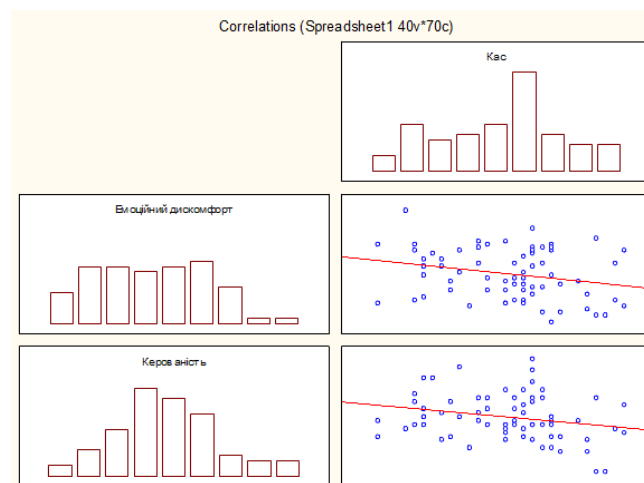 Correlations (Spreadsheet1 40v*70c)
Кас
Емоційний дискомфорт
Керованість